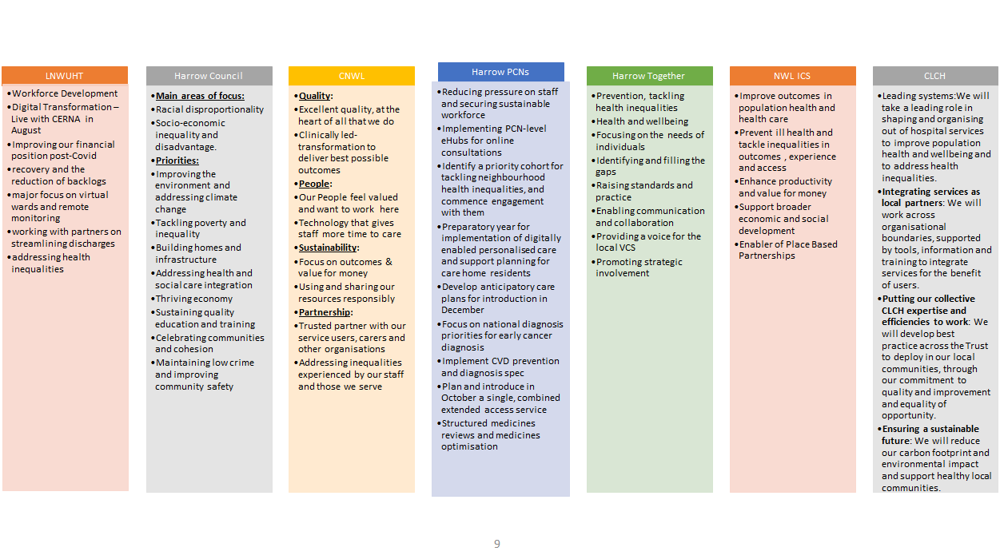 LNWUHT
•Workforce Development
•Digital Transformation –
Live with CERNA in
August
•Improving our financial
position post-Covid
•recovery and the
reduction of backlogs
•major focus on virtual
wards and remote
monitoring
•working with partners on
streamlining discharges
•addressing health
inequalities
Harrow Council
•Main areas of focus:
•Racial disproportionality
•Socio-economic
inequality and
disadvantage.
•Priorities:
•Improving the
environment and
addressing climate
change
•Tackling poverty and
inequality
•Building homes and
infrastructure
•Addressing health and
social care integration
•Thriving economy
•Sustaining quality
education and training
•Celebrating communities
and cohesion
•Maintaining low crime
and improving
community safety
CNWL
•Quality:
•Excellent quality, at the
heart of all that we do
•Clinically led-
transformation to
deliver best possible
outcomes
•People:
•Our People feel valued
and want to work here
•Technology that gives
staff more time to care
•Sustainability:
•Focus on outcomes &
value for money
•Using and sharing our
resources responsibly
•Partnership:
•Trusted partner with our
service users, carers and
other organisations
•Addressing inequalities
experienced by our staff
and those we serve
Harrow PCNs
•Reducing pressure on staff
and securing sustainable
workforce
•Implementing PCN-level
eHubs for online
consultations
•Identify a priority cohort for
tackling neighbourhood
health inequalities, and
commence engagement
with them
•Preparatory year for
implementation of digitally
enabled personalised care
and support planning for
care home residents
•Develop anticipatory care
plans for introduction in
December
•Focus on national diagnosis
priorities for early cancer
diagnosis
•Implement CVD prevention
and diagnosis spec
•Plan and introduce in
October a single, combined
extended access service
•Structured medicines
reviews and medicines
optimisation
Harrow Together
•Prevention, tackling
health inequalities
•Health and wellbeing
•Focusing on the needs of
individuals
•Identifying and filling the
gaps
•Raising standards and
practice
•Enabling communication
and collaboration
•Providing a voice for the
local VCS
•Promoting strategic
involvement
NWL ICS
•Improve outcomes in
population health and
health care
•Prevent ill health and
tackle inequalities in
outcomes , experience
and access
•Enhance productivity
and value for money
•Support broader
economic and social
development
•Enabler of Place Based
Partnerships
CLCH
•Leading systems:We will
take a leading role in
shaping and organising
out of hospital services
to improve population
health and wellbeing and
to address health
inequalities.
•Integrating services as
local partners: We will
work across
organisational
boundaries, supported
by tools, information and
training to integrate
services for the benefit
of users.
•Putting our collective
CLCH expertise and
efficiencies to work: We
will develop best
practice across the Trust
to deploy in our local
communities, through
our commitment to
quality and improvement
and equality of
opportunity.
•Ensuring a sustainable
future: We will reduce
our carbon footprint and
environmental impact
and support healthy local
communities.
9